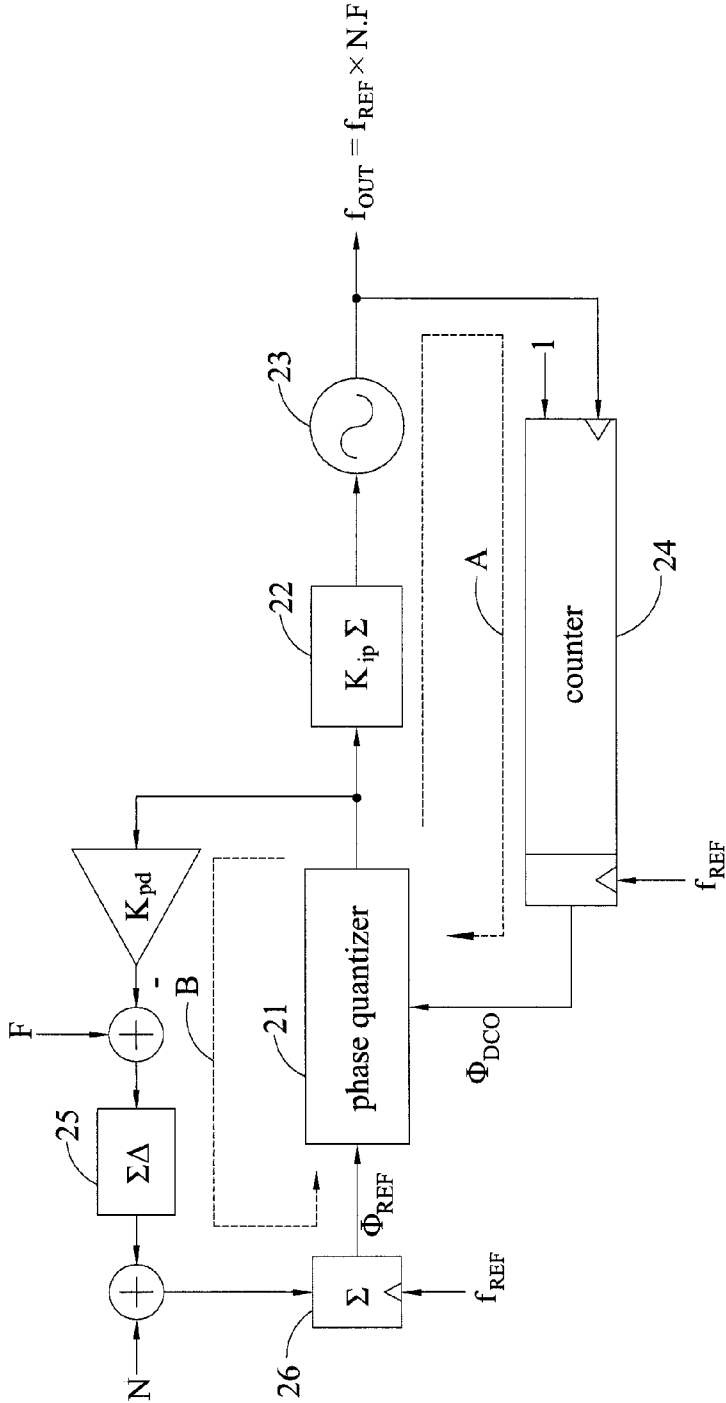 F
K_pd
-
N
25
ΣΔ
B
26
Σ
f_REF
Φ_REF
21
phase quantizer
Φ_DCO
22
K_ip Σ
23
f_OUT = f_REF × N.F
A
1
counter
24
f_REF